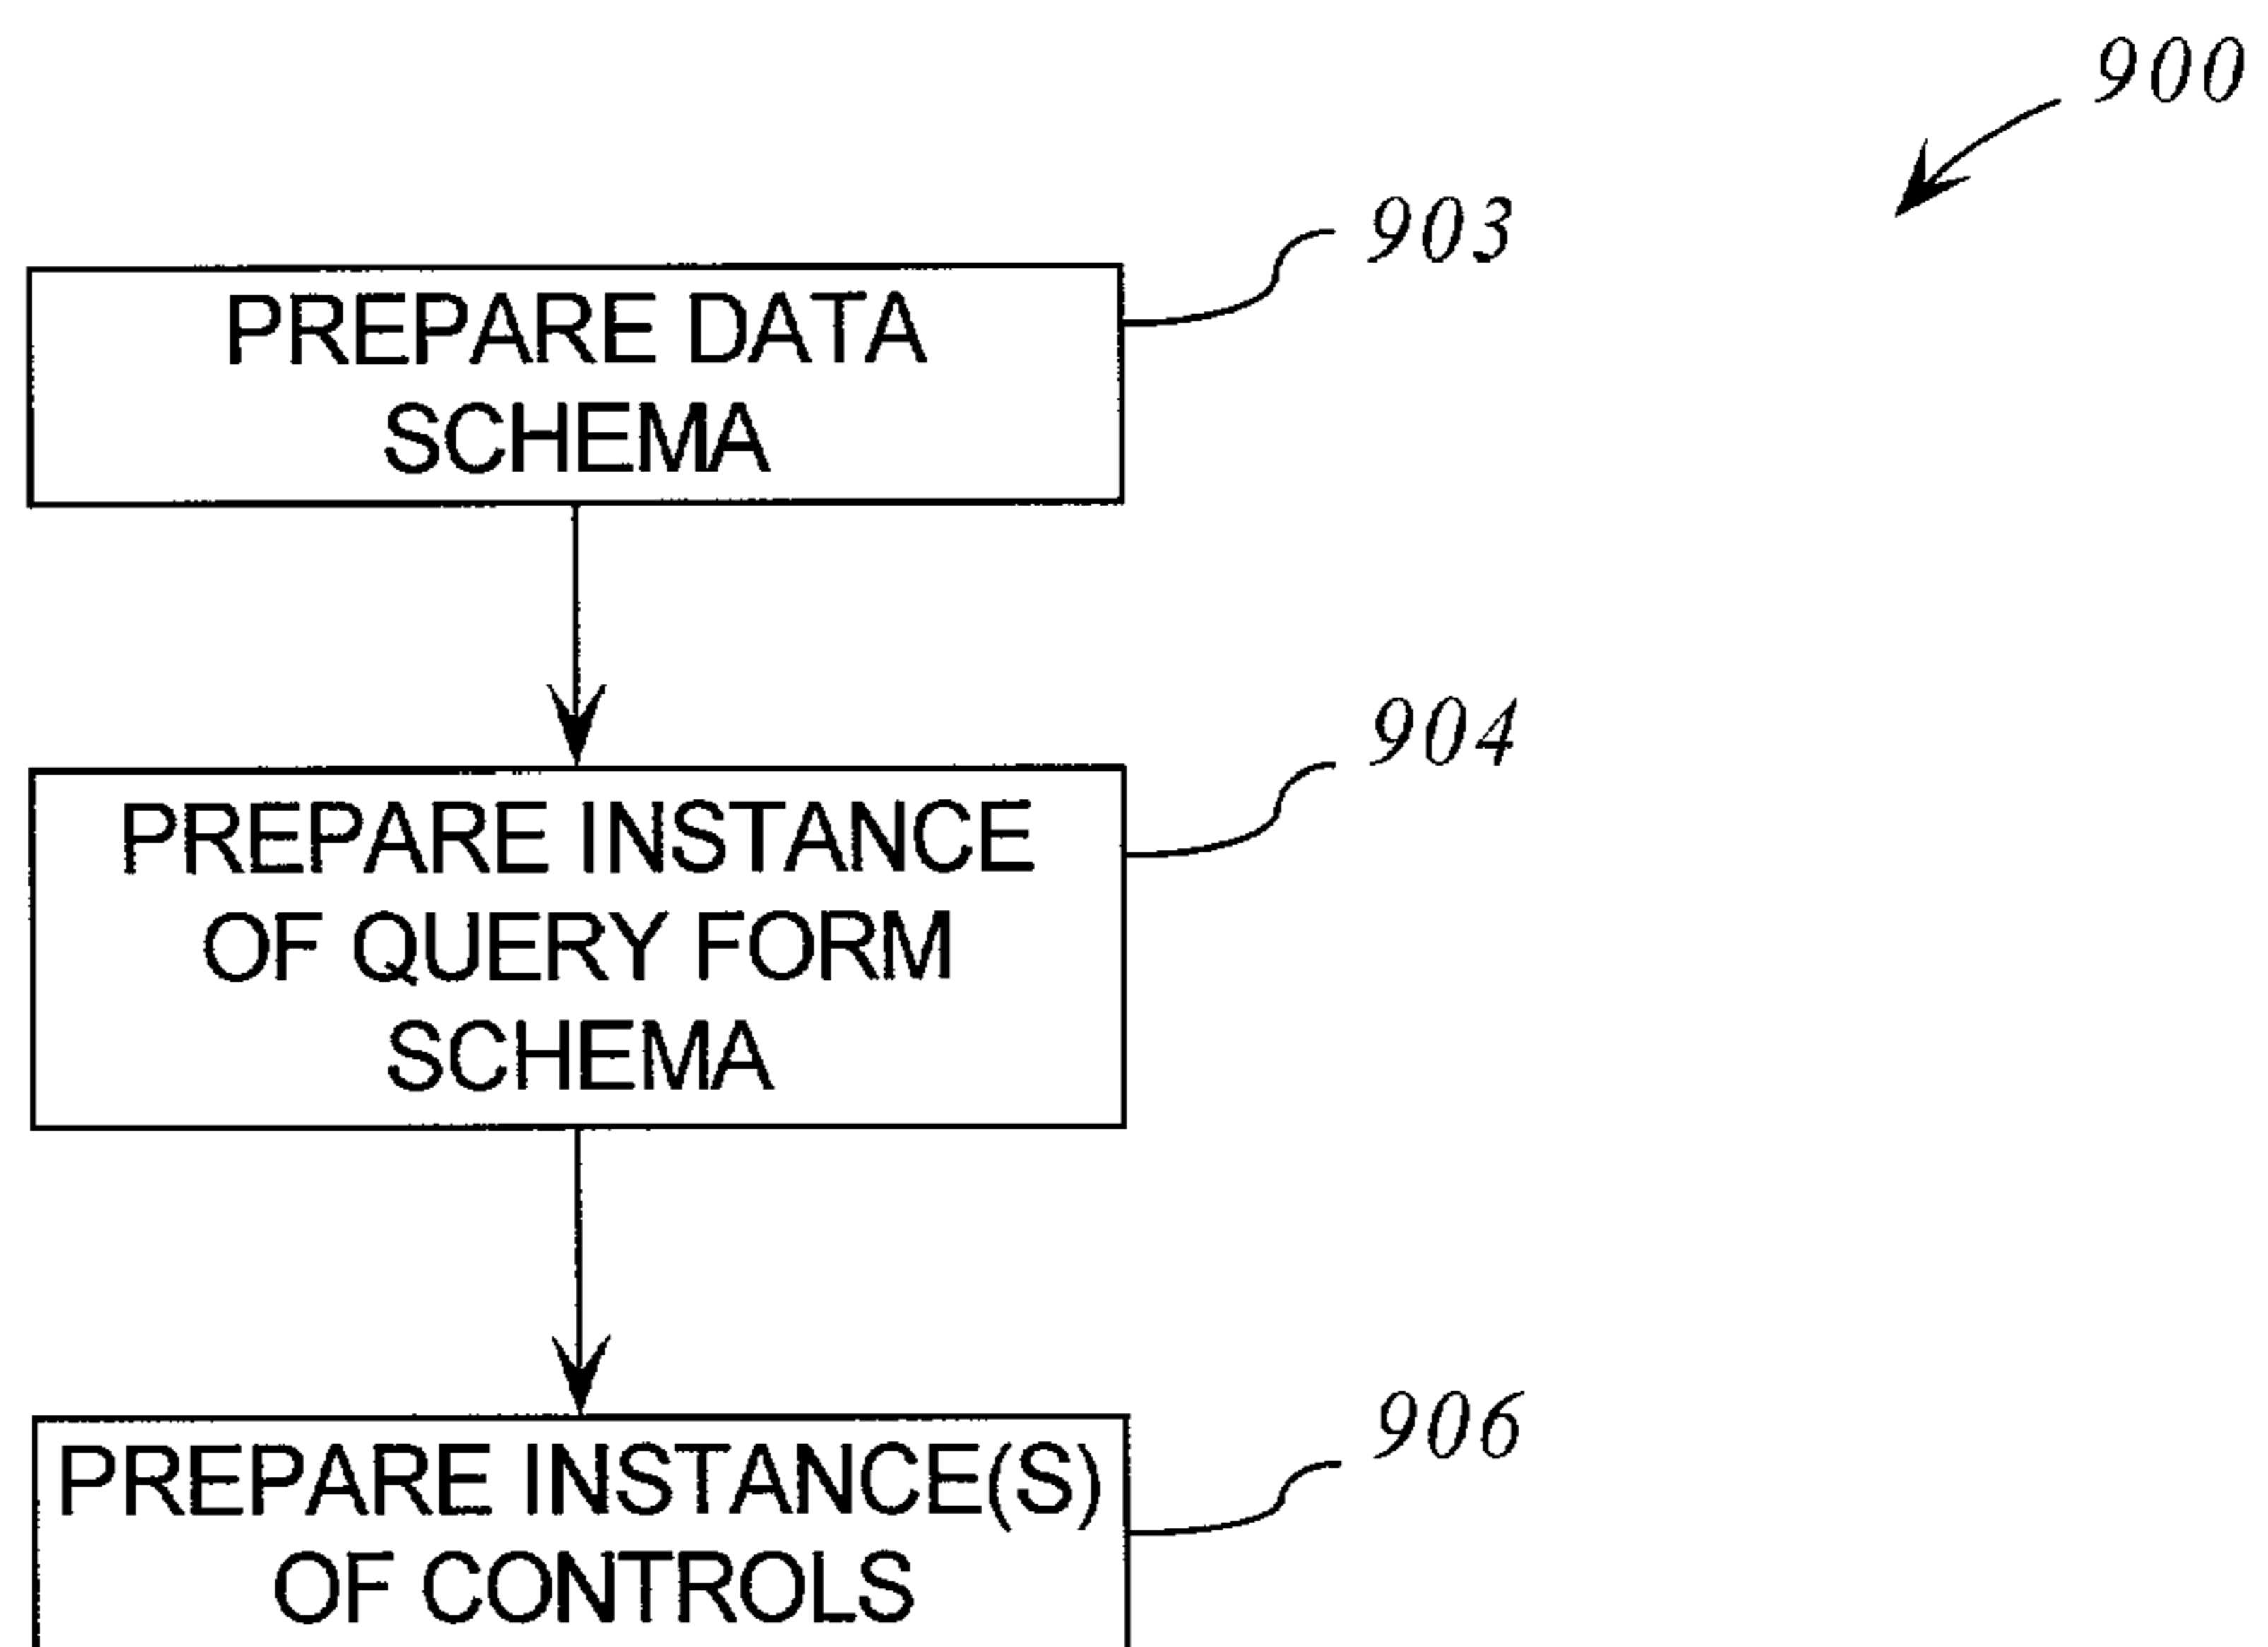 900
903
PREPARE DATA
SCHEMA
904
PREPARE INSTANCE
OF QUERY FORM
SCHEMA
906
PREPARE INSTANCE(S)
OF CONTROLS